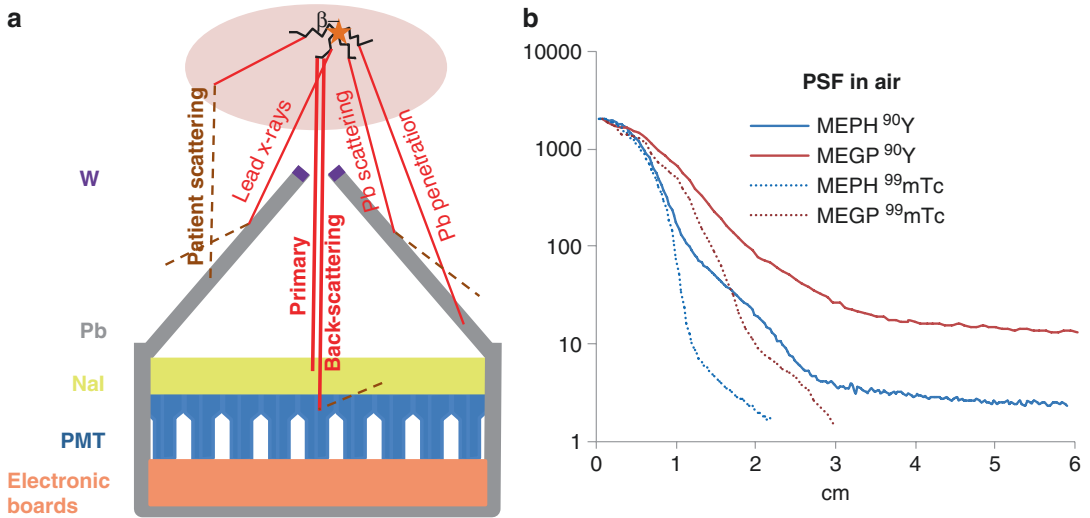 a
β−
Patient scattering
Lead x-rays
Pb scattering
Pb penetration
W
Primary
Back-scattering
Pb
NaI
PMT
Electronic
boards
b
10000
1000
100
10
1
PSF in air
MEPH ⁹⁰Y
MEGP ⁹⁰Y
MEPH ⁹⁹mTc
MEGP ⁹⁹mTc
0 1 2 3 4 5 6
cm